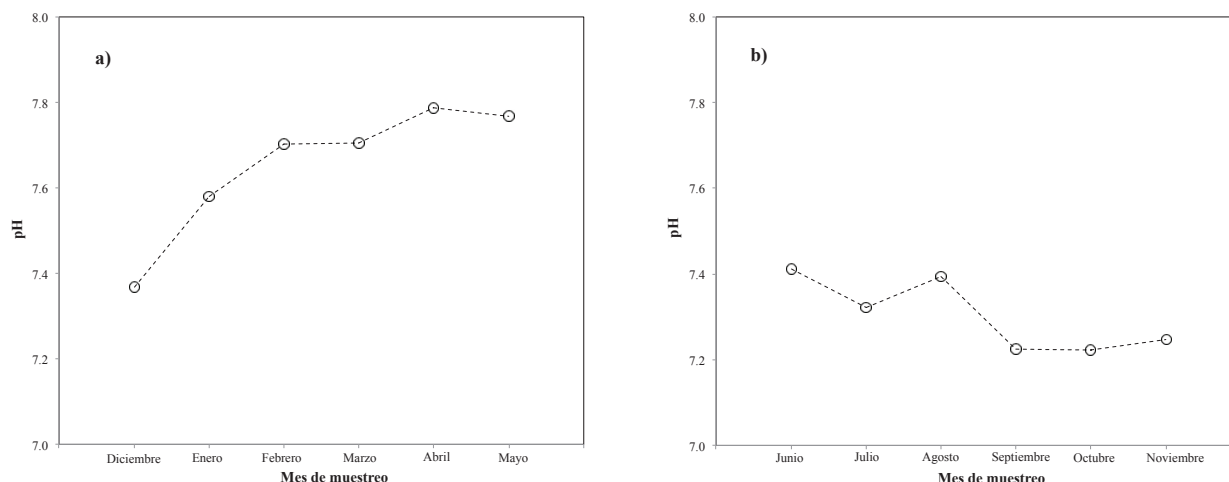 a)
8.0
7.8
7.6
7.4
7.2
7.0
pH
Diciembre Enero Febrero Marzo Abril Mayo
Mes de muestreo
b)
8.0
7.8
7.6
7.4
7.2
7.0
pH
Junio Julio Agosto Septiembre Octubre Noviembre
Mes de muestreo